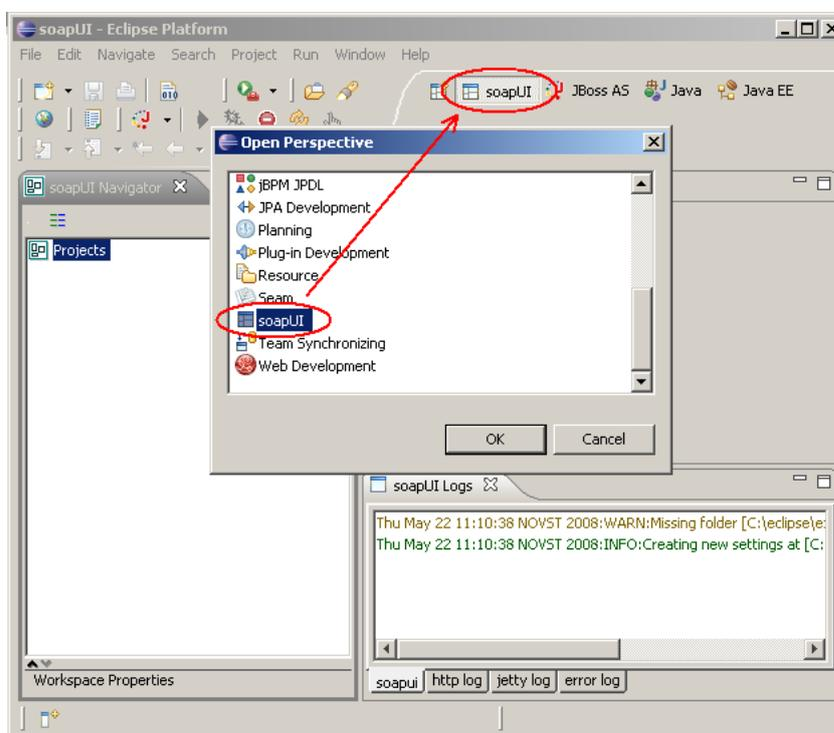 soapUI - Eclipse Platform
File Edit Navigate Search Project Run Window Help
010
soapUI JBoss AS Java Java EE
Open Perspective
soapUI Navigator
jBPM JPDL
JPA Development
Planning
Plug-in Development
Resource
Seam
soapUI
Team Synchronizing
Web Development
Projects
OK Cancel
soapUI Logs
Thu May 22 11:10:38 NOVST 2008:WARN:Missing folder [C:\eclipse\e
Thu May 22 11:10:38 NOVST 2008:INFO:Creating new settings at [C:
Workspace Properties
soapui http log jetty log error log